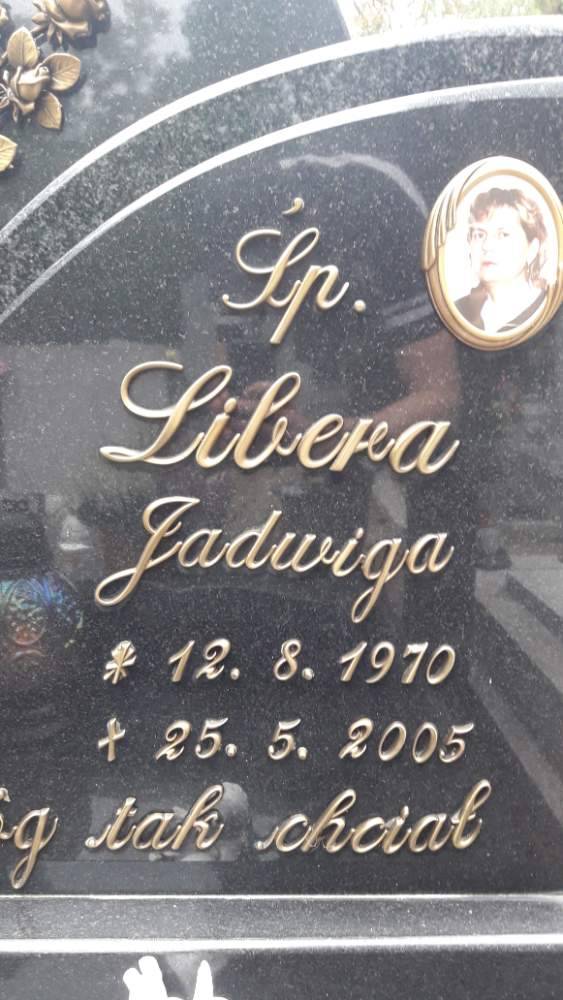 Śp.
Libera
Jadwiga
* 12. 8. 1970
† 25. 5. 2005
tak chciał